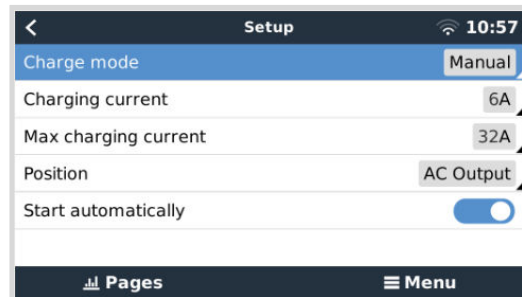 Setup 10:57
Charge mode Manual
Charging current 6A
Max charging current 32A
Position AC Output
Start automatically
Pages Menu